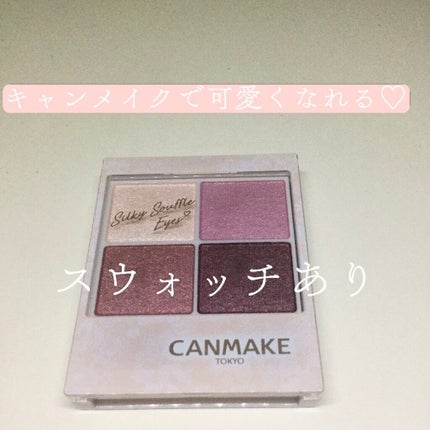 キャンメイクで可愛くなれる♡
Silky Souffle
Eyes♡
スウォッチあり
CANMAKE
TOKYO